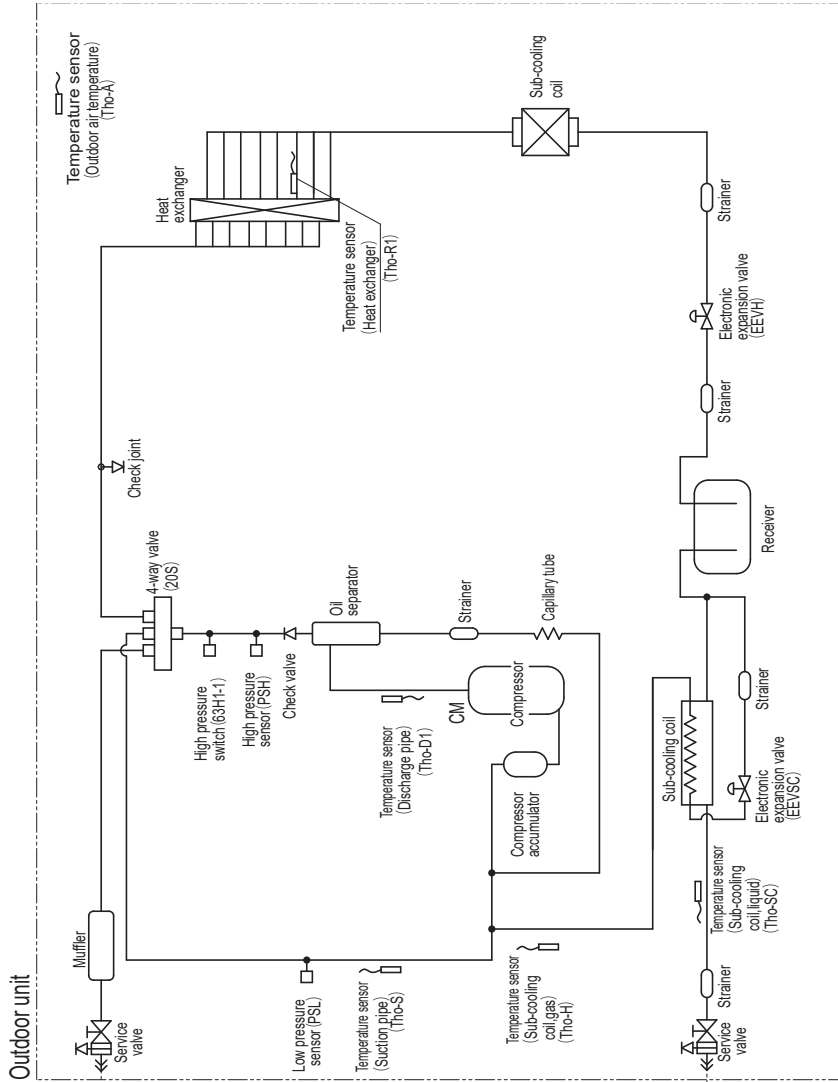 Outdoor unit
Temperature sensor
(Outdoor air temperature)
(Tho-A)
Heat
exchanger
Temperature sensor
(Heat exchanger)
(Tho-R1)
Sub-cooling
coil
Strainer
Electronic
expansion valve
(EEVH)
Strainer
Check joint
4-way valve
(20S)
High pressure
switch (63H1-1)
High pressure
sensor (PSH)
Check valve
Oil
separator
Strainer
Capillary tube
Temperature sensor
(Discharge pipe)
(Tho-D1)
CM
Compressor
Compressor
accumulator
Receiver
Sub-cooling coil
Strainer
Electronic
expansion valve
(EEVSC)
Muffler
Service
valve
Low pressure
sensor (PSL)
Temperature sensor
(Suction pipe)
(Tho-S)
Temperature sensor
(Sub-cooling
coil,gas)
(Tho-H)
Temperature sensor
(Sub-cooling
coil,liquid)
(Tho-SC)
Strainer
Service
valve